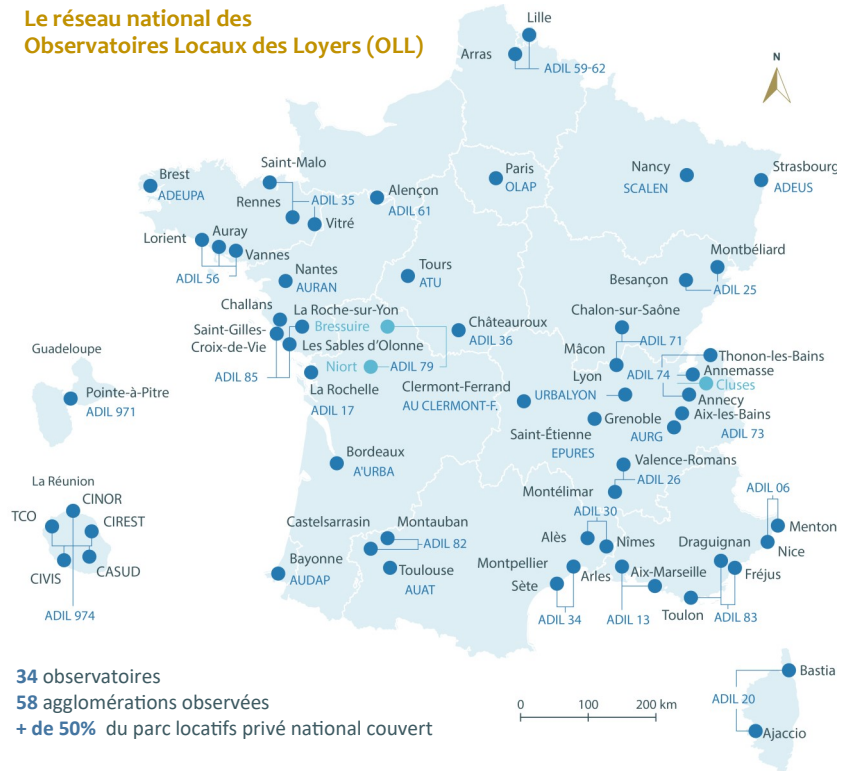 Le réseau national des
Observatoires Locaux des Loyers (OLL)
Lille
Arras
ADIL 59-62
N
Saint-Malo
Brest
ADEUPA
Rennes
ADIL 35
Vitré
Alençon
ADIL 61
Paris
OLAP
Nancy
SCALEN
Strasbourg
ADEUS
Lorient
Auray
Vannes
ADIL 56
Nantes
AURAN
Tours
ATU
Montbéliard
Besançon
ADIL 25
Challans
La Roche-sur-Yon
Bressuire
Saint-Gilles-
Croix-de-Vie
Les Sables d'Olonne
ADIL 85
Niort
ADIL 79
La Rochelle
ADIL 17
Châteauroux
ADIL 36
Chalon-sur-Saône
ADIL 71
Mâcon
Clermont-Ferrand
AU CLERMONT-F.
Lyon
URBALYON
ADIL 74
Thonon-les-Bains
Annemasse
Cluses
Annecy
Aix-les-Bains
ADIL 73
Saint-Étienne
EPURES
Grenoble
AURG
Guadeloupe
Pointe-à-Pitre
ADIL 971
Bordeaux
A'URBA
Valence-Romans
ADIL 26
Montélimar
La Réunion
CINOR
TCO
CIREST
CIVIS
CASUD
ADIL 974
Castelsarrasin
Montauban
ADIL 82
Bayonne
AUDAP
Toulouse
AUAT
ADIL 30
Alès
Nîmes
Montpellier
Sète
ADIL 34
Arles
Aix-Marseille
ADIL 13
Draguignan
Fréjus
Toulon
ADIL 83
ADIL 06
Menton
Nice
34 observatoires
58 agglomérations observées
+ de 50% du parc locatifs privé national couvert
0 100 200 km
Bastia
ADIL 20
Ajaccio